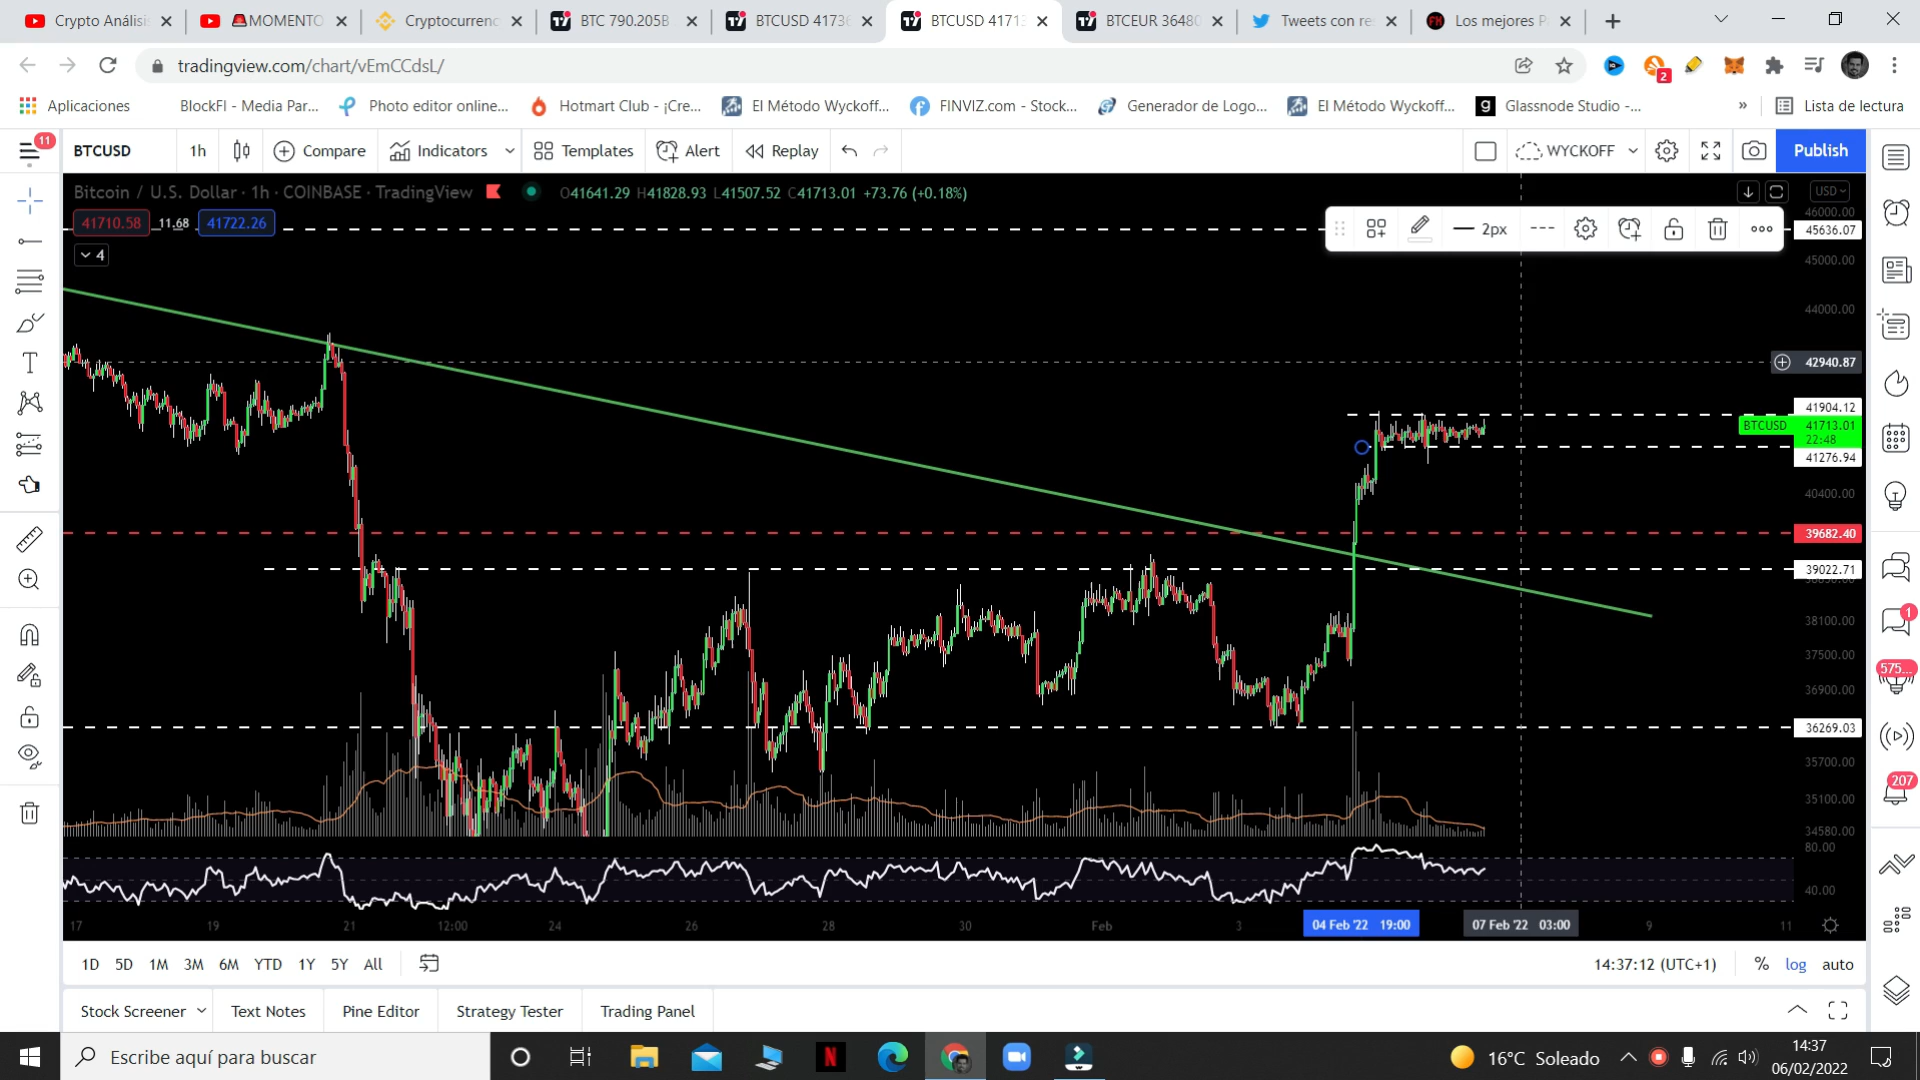 Crypto Análisi
MOMENTO
Cryptocurrenc
BTC 790.205B
BTCUSD 4173
BTCUSD 4171
BTCEUR 3648
Tweets con re
Los mejores P
tradingview.com/chart/vEmCCdsL/
2
Aplicaciones
BlockFI - Media Par...
Photo editor online...
Hotmart Club - ¡Cre...
El Método Wyckoff...
FINVIZ.com - Stock...
Generador de Logo...
El Método Wyckoff...
Glassnode Studio -...
»
Lista de lectura
11
BTCUSD
1h
Compare
Indicators
Templates
Alert
Replay
WYCKOFF
Publish
Bitcoin / U.S. Dollar · 1h · COINBASE · TradingView
O41641.29 H41828.93 L41507.52 C41713.01 +73.76 (+0.18%)
USD
41710.58
11.68
41722.26
4
2px
46000.00
45636.07
45000.00
44000.00
42940.87
41904.12
BTCUSD 41713.01
22:48
41276.94
40400.00
39682.40
39022.71
38100.00
37500.00
36900.00
36269.03
35700.00
35100.00
34580.00
80.00
40.00
17
19
21
12:00
24
26
28
30
Feb
3
04 Feb '22 19:00
07 Feb '22 03:00
9
11
1
575...
207
1D
5D
1M
3M
6M
YTD
1Y
5Y
All
14:37:12 (UTC+1)
%
log
auto
Stock Screener
Text Notes
Pine Editor
Strategy Tester
Trading Panel
Escribe aquí para buscar
16°C Soleado
14:37
06/02/2022